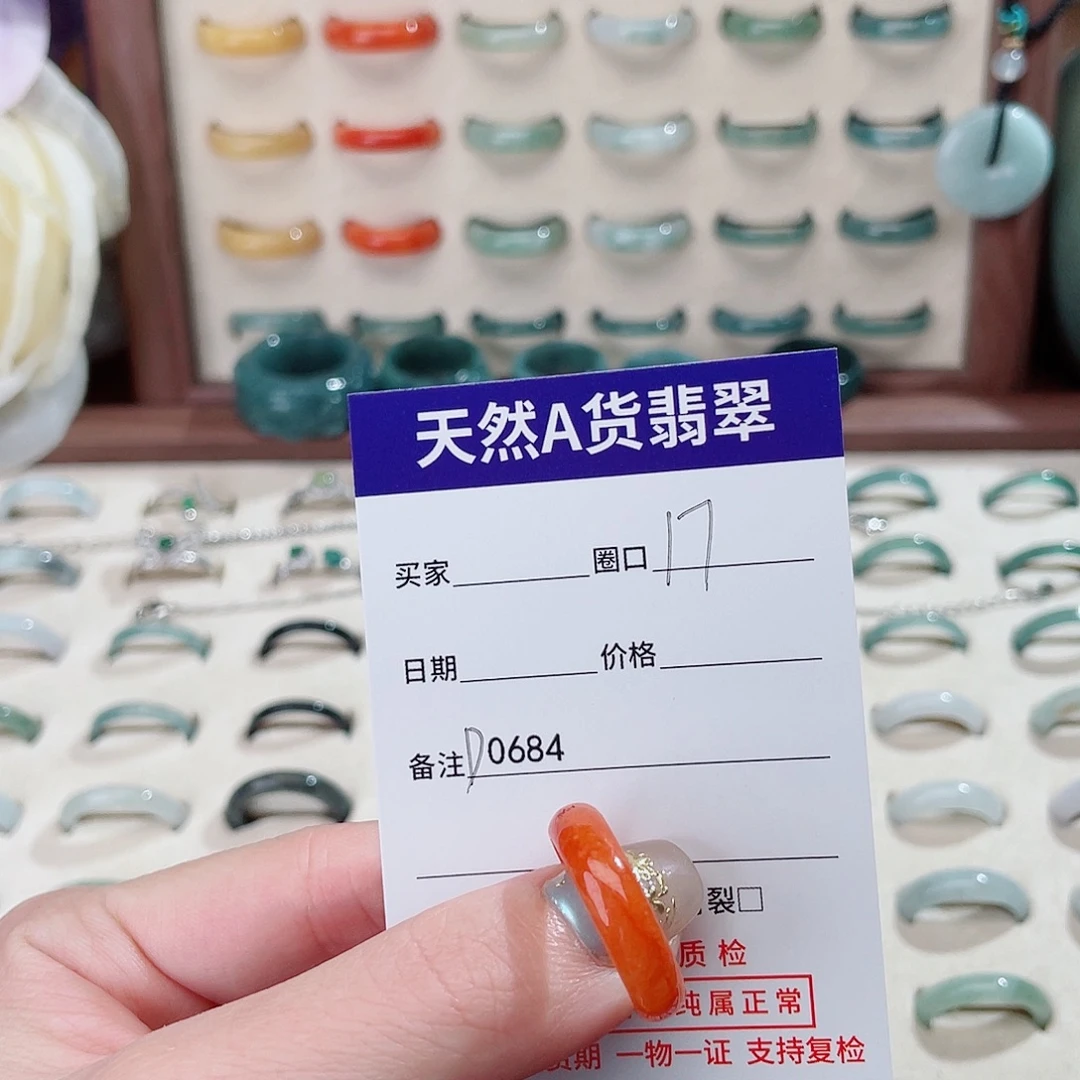 天然A货翡翠
买家 圈口 17
日期 价格
备注 D0684
裂□
质检
纯属正常
期 一物一证 支持复检